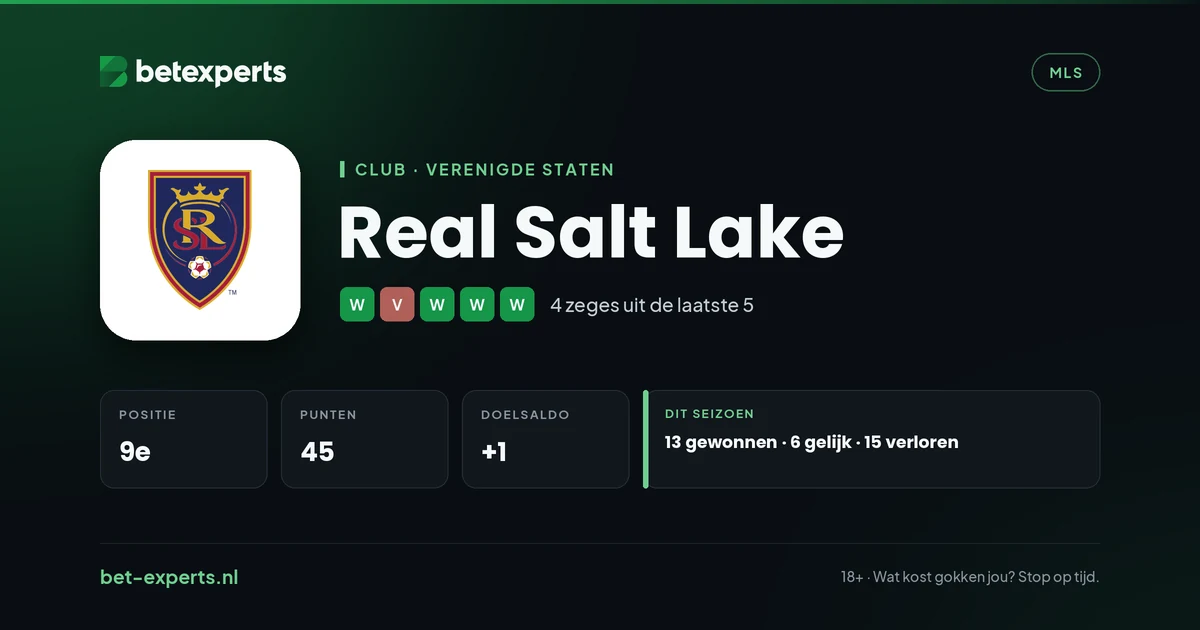 betexperts
MLS
CLUB · VERENIGDE STATEN
Real Salt Lake
RSL
TM
W V W W W 4 zeges uit de laatste 5
POSITIE
9e
PUNTEN
45
DOELSALDO
+1
DIT SEIZOEN
13 gewonnen · 6 gelijk · 15 verloren
bet-experts.nl
18+ · Wat kost gokken jou? Stop op tijd.